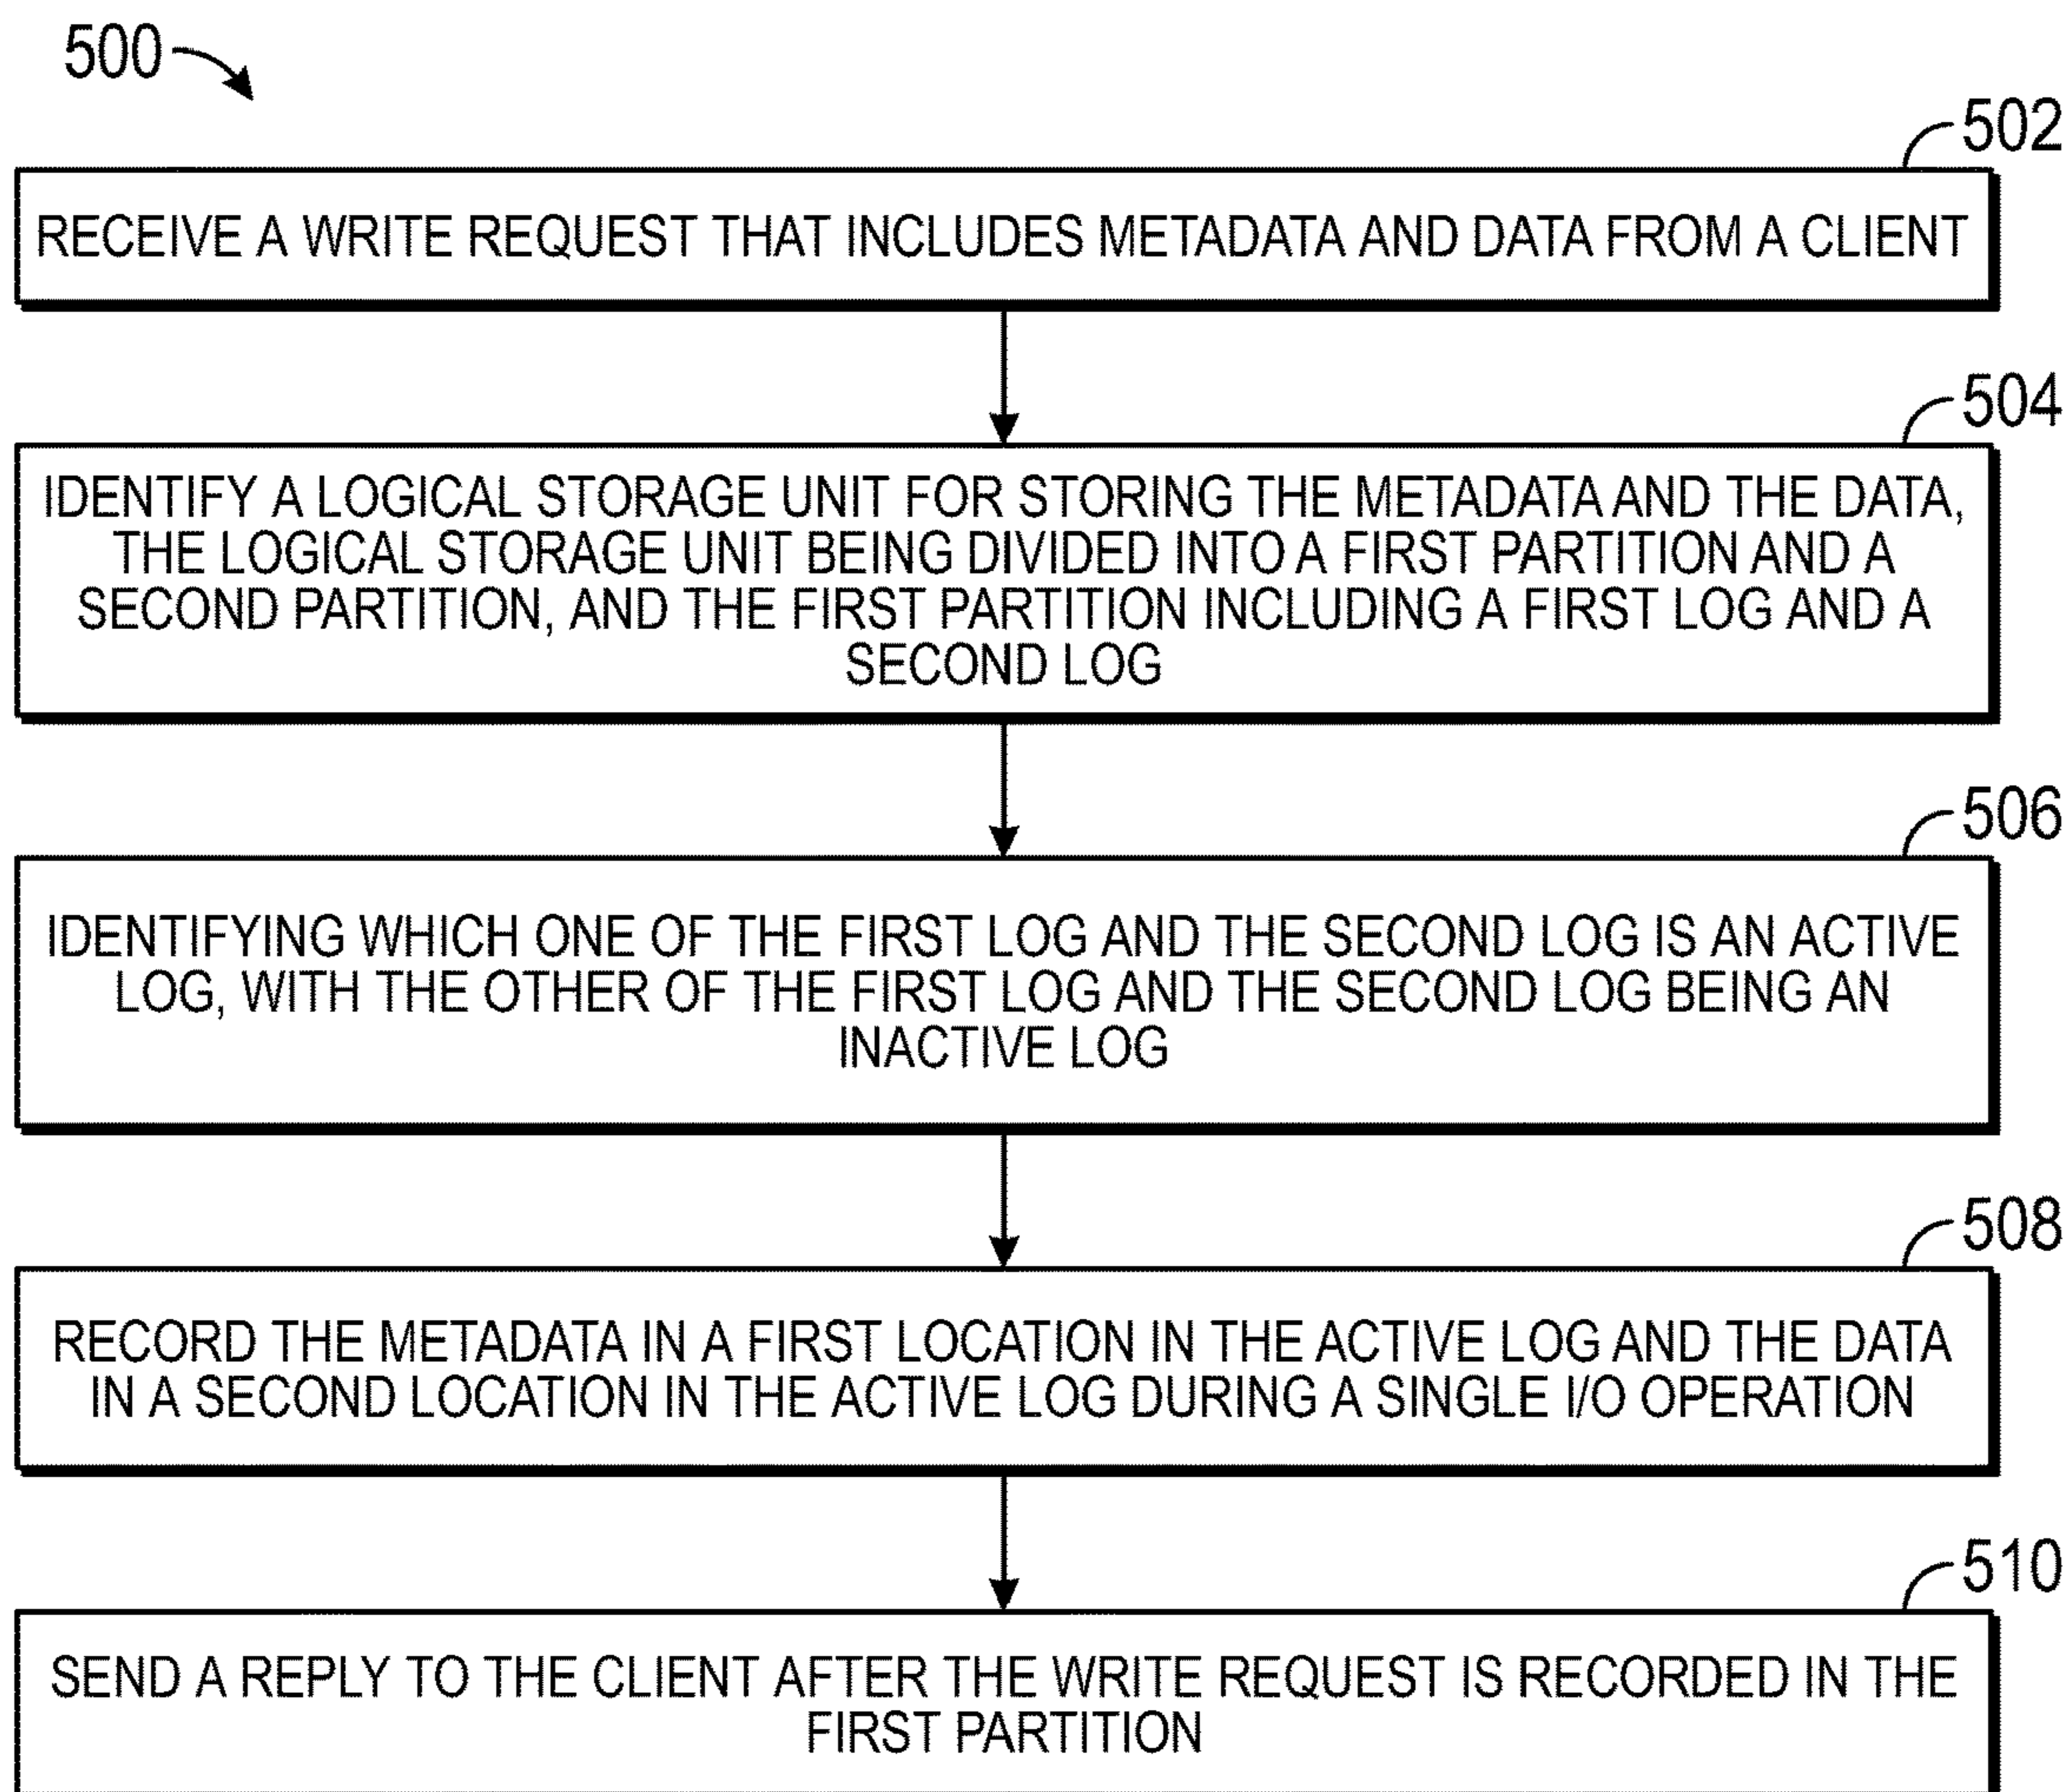 500
502
RECEIVE A WRITE REQUEST THAT INCLUDES METADATA AND DATA FROM A CLIENT
504
IDENTIFY A LOGICAL STORAGE UNIT FOR STORING THE METADATA AND THE DATA,
THE LOGICAL STORAGE UNIT BEING DIVIDED INTO A FIRST PARTITION AND A
SECOND PARTITION, AND THE FIRST PARTITION INCLUDING A FIRST LOG AND A
SECOND LOG
506
IDENTIFYING WHICH ONE OF THE FIRST LOG AND THE SECOND LOG IS AN ACTIVE
LOG, WITH THE OTHER OF THE FIRST LOG AND THE SECOND LOG BEING AN
INACTIVE LOG
508
RECORD THE METADATA IN A FIRST LOCATION IN THE ACTIVE LOG AND THE DATA
IN A SECOND LOCATION IN THE ACTIVE LOG DURING A SINGLE I/O OPERATION
510
SEND A REPLY TO THE CLIENT AFTER THE WRITE REQUEST IS RECORDED IN THE
FIRST PARTITION